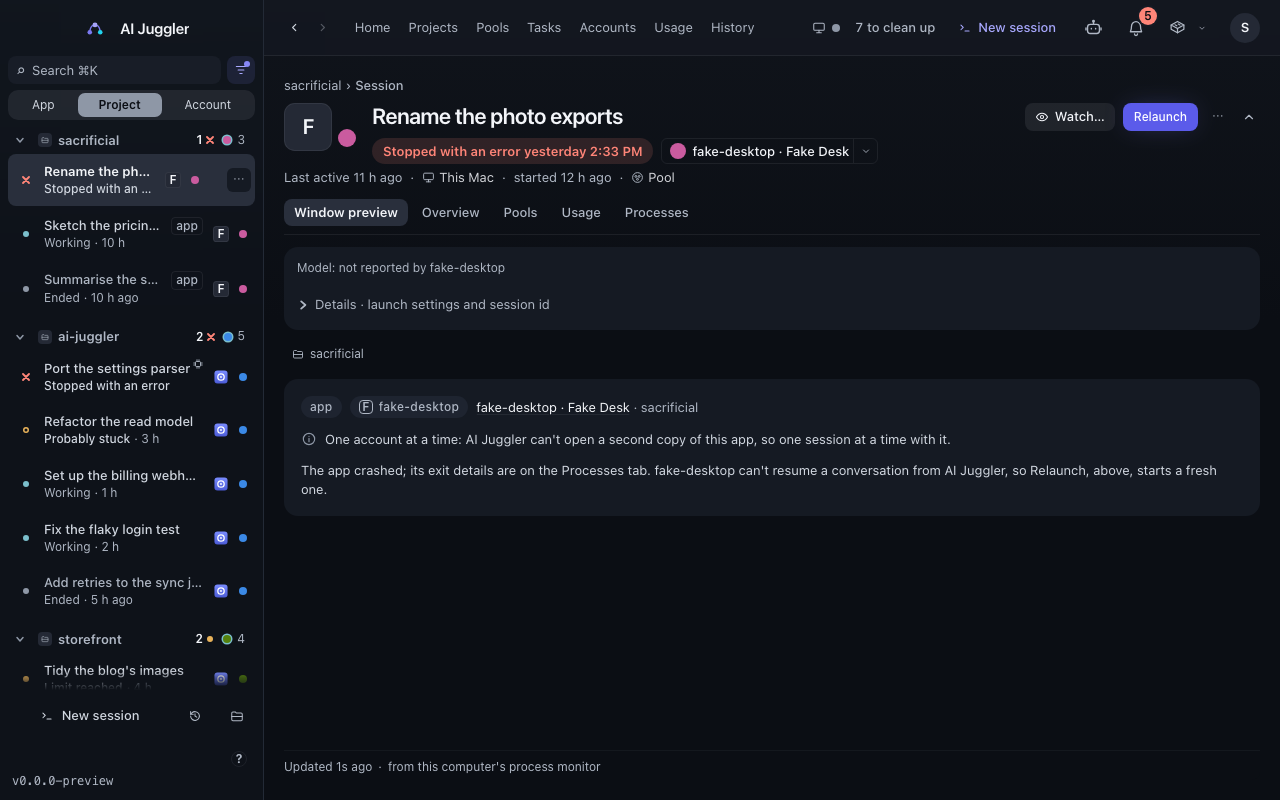 AI Juggler
Search ⌘K
App Project Account
sacrificial 1 3
Rename the ph... F
Stopped with an ...
Sketch the pricin... app F
Working · 10 h
Summarise the s... app F
Ended · 10 h ago
ai-juggler 2 5
Port the settings parser
Stopped with an error
Refactor the read model
Probably stuck · 3 h
Set up the billing webh...
Working · 1 h
Fix the flaky login test
Working · 2 h
Add retries to the sync j...
Ended · 5 h ago
storefront 2 4
Tidy the blog's images
Limit reached · 4 h
New session
?
v0.0.0-preview
Home Projects Pools Tasks Accounts Usage History 7 to clean up New session 5 S
sacrificial › Session
F Rename the photo exports Watch... Relaunch ...
Stopped with an error yesterday 2:33 PM fake-desktop · Fake Desk
Last active 11 h ago · This Mac · started 12 h ago · Pool
Window preview Overview Pools Usage Processes
Model: not reported by fake-desktop
Details · launch settings and session id
sacrificial
app F fake-desktop fake-desktop · Fake Desk · sacrificial
One account at a time: AI Juggler can't open a second copy of this app, so one session at a time with it.
The app crashed; its exit details are on the Processes tab. fake-desktop can't resume a conversation from AI Juggler, so Relaunch, above, starts a fresh
one.
Updated 1s ago · from this computer's process monitor